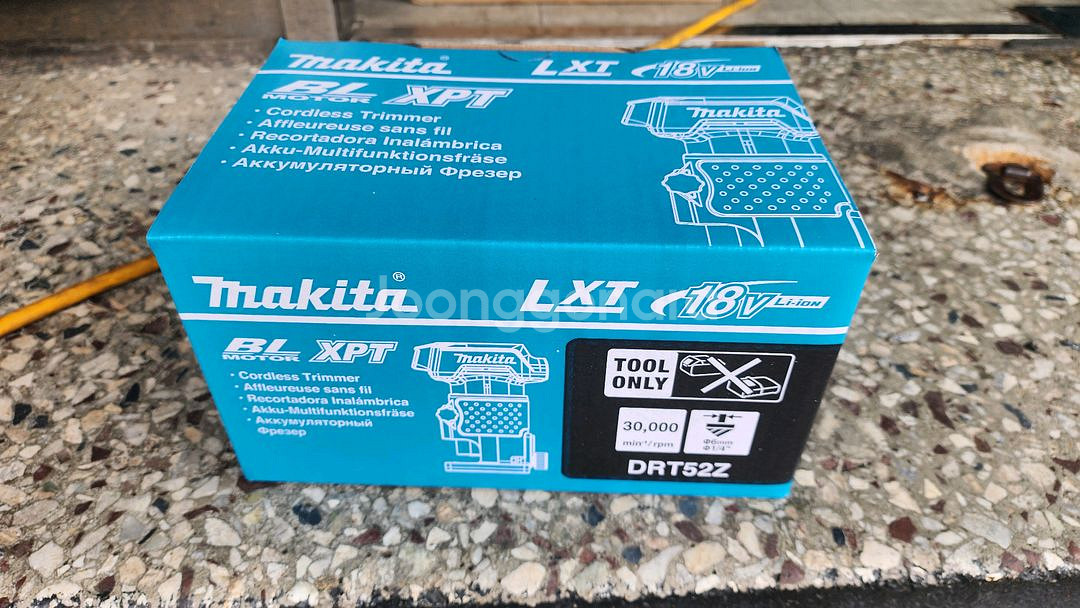 Makita® LXT 18V Li-ion
BL MOTOR XPT
· Cordless Trimmer
· Affleureuse sans fil
· Recortadora Inalámbrica
· Akku-Multifunktionsfräse
· Аккумуляторный Фрезер
Makita
Makita® LXT 18V Li-ion
joonggonara
BL MOTOR XPT
· Cordless Trimmer
· Affleureuse sans fil
· Recortadora Inalámbrica
· Akku-Multifunktionsfräse
· Аккумуляторный
Фрезер
Makita
TOOL
ONLY
30,000
min⁻¹/rpm
Φ6mm
Φ1/4"
DRT52Z